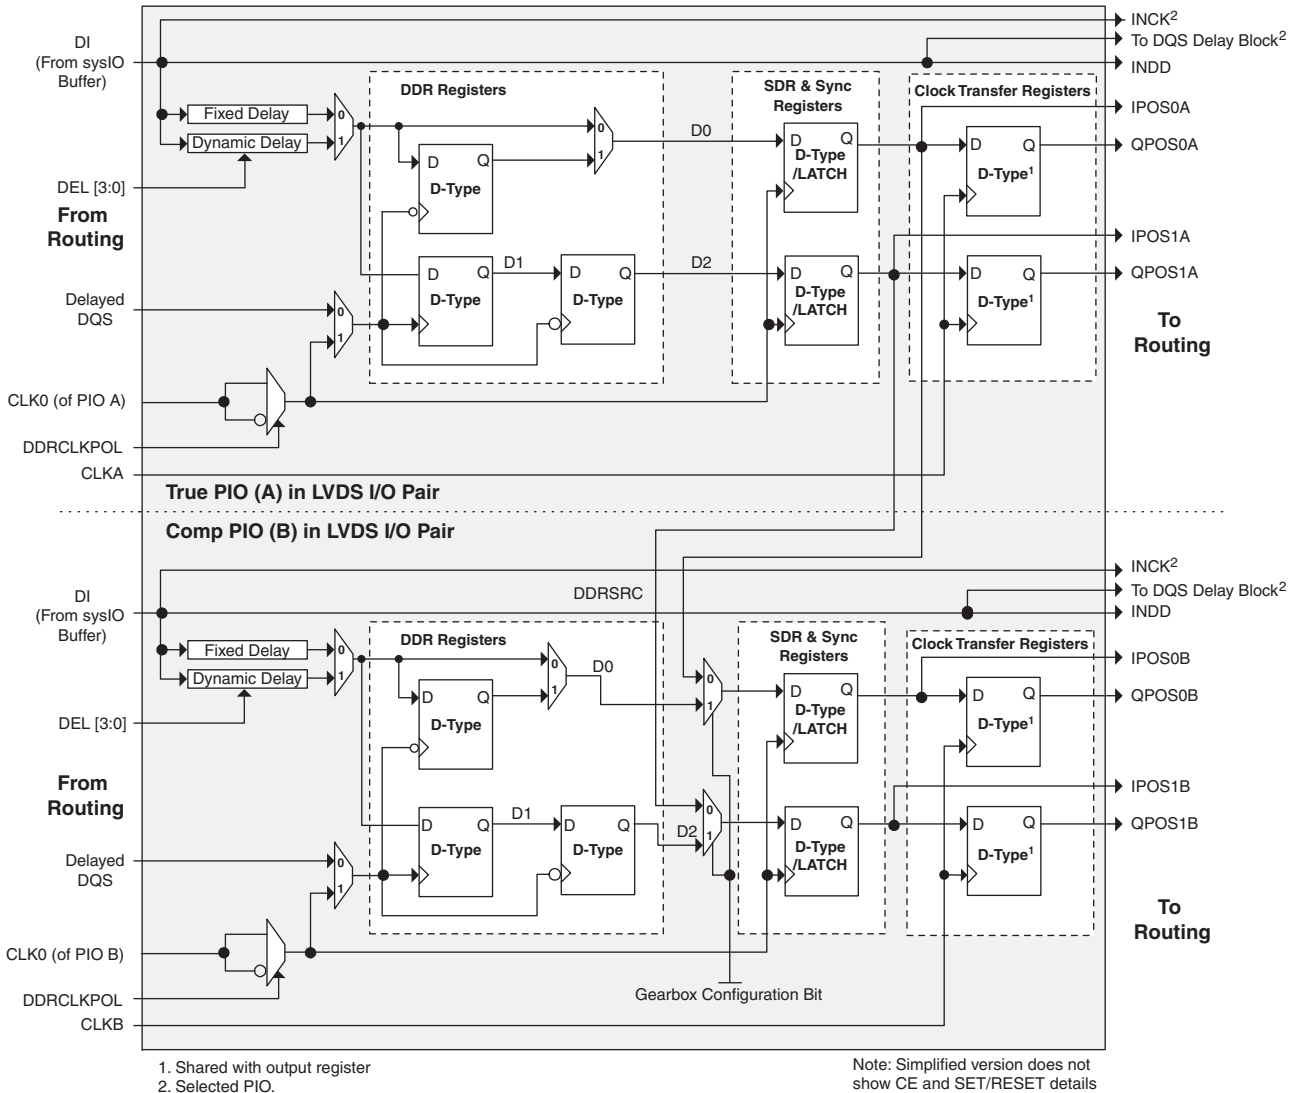 INCK2
To DQS Delay Block2
INDD
DI
(From sysIO
Buffer)
DDR Registers
SDR & Sync
Registers
Clock Transfer Registers
IPOS0A
Fixed Delay
0
Dynamic Delay
1
0
1
D0
D Q
D-Type
/LATCH
D Q
D-Type1
QPOS0A
D Q
D-Type
DEL [3:0]
From
Routing
IPOS1A
D Q
D-Type
D1
D Q
D-Type
D2
D Q
D-Type
/LATCH
D Q
D-Type1
QPOS1A
Delayed
DQS
0
1
To
Routing
CLK0 (of PIO A)
DDRCLKPOL
CLKA
True PIO (A) in LVDS I/O Pair
Comp PIO (B) in LVDS I/O Pair
INCK2
To DQS Delay Block2
INDD
DI
(From sysIO
Buffer)
DDRSRC
DDR Registers
SDR & Sync
Registers
Clock Transfer Registers
IPOS0B
Fixed Delay
0
Dynamic Delay
1
0
1
D0
0
1
D Q
D-Type
/LATCH
D Q
D-Type1
QPOS0B
D Q
D-Type
DEL [3:0]
From
Routing
IPOS1B
D Q
D-Type
D1
D Q
D-Type
D2
0
1
D Q
D-Type
/LATCH
D Q
D-Type1
QPOS1B
Delayed
DQS
0
1
To
Routing
CLK0 (of PIO B)
DDRCLKPOL
Gearbox Configuration Bit
CLKB
1. Shared with output register
2. Selected PIO.
Note: Simplified version does not
show CE and SET/RESET details